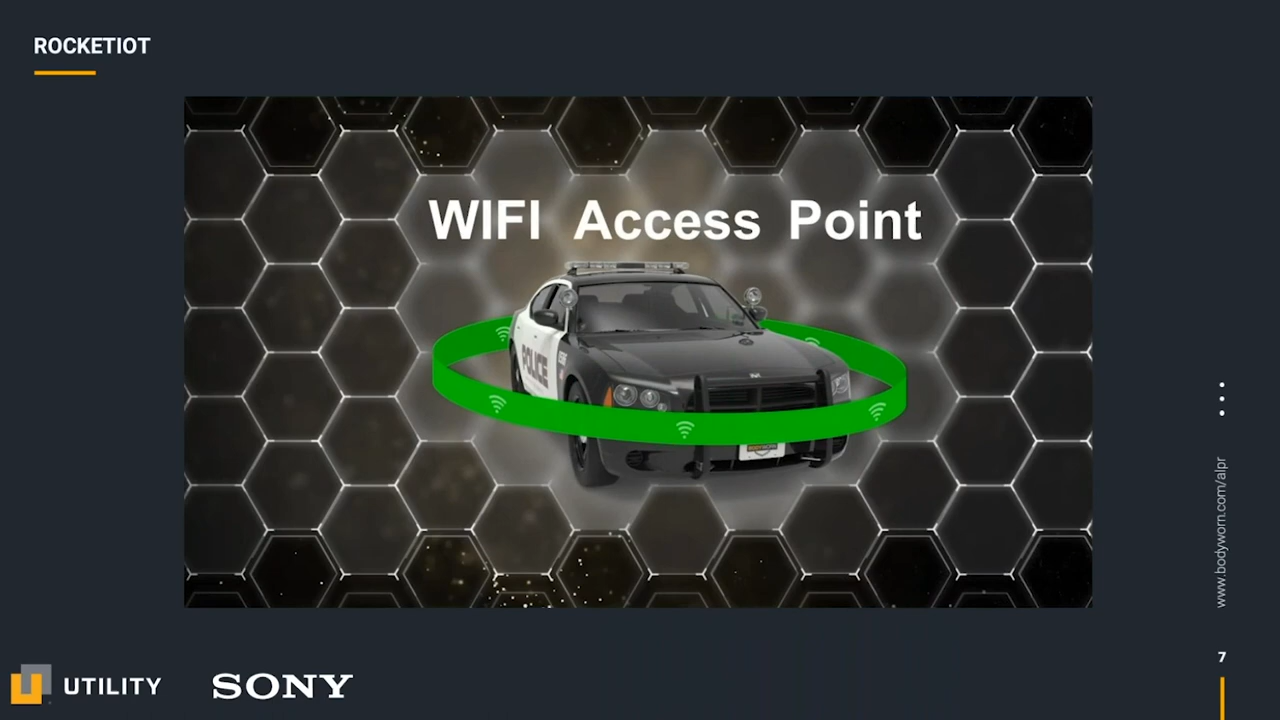 ROCKETIOT
WIFI Access Point
POLICE
www.bodyworn.com/alpr
7
UTILITY
SONY